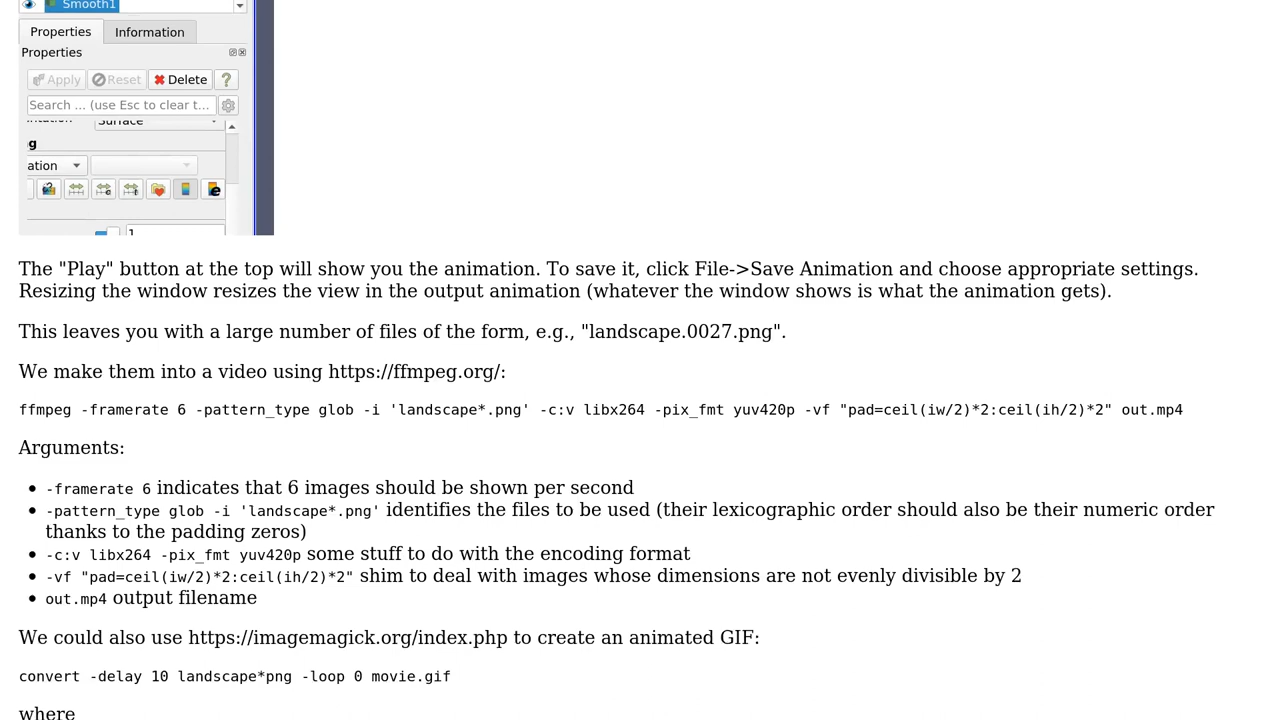 Smooth1
Properties Information
Properties
Apply Reset Delete ?
Search ... (use Esc to clear t...
Surface
g
ation
1
The "Play" button at the top will show you the animation. To save it, click File->Save Animation and choose appropriate settings.
Resizing the window resizes the view in the output animation (whatever the window shows is what the animation gets).
This leaves you with a large number of files of the form, e.g., "landscape.0027.png".
We make them into a video using https://ffmpeg.org/:
ffmpeg -framerate 6 -pattern_type glob -i 'landscape*.png' -c:v libx264 -pix_fmt yuv420p -vf "pad=ceil(iw/2)*2:ceil(ih/2)*2" out.mp4
Arguments:
• -framerate 6 indicates that 6 images should be shown per second
• -pattern_type glob -i 'landscape*.png' identifies the files to be used (their lexicographic order should also be their numeric order
thanks to the padding zeros)
• -c:v libx264 -pix_fmt yuv420p some stuff to do with the encoding format
• -vf "pad=ceil(iw/2)*2:ceil(ih/2)*2" shim to deal with images whose dimensions are not evenly divisible by 2
• out.mp4 output filename
We could also use https://imagemagick.org/index.php to create an animated GIF:
convert -delay 10 landscape*png -loop 0 movie.gif
where